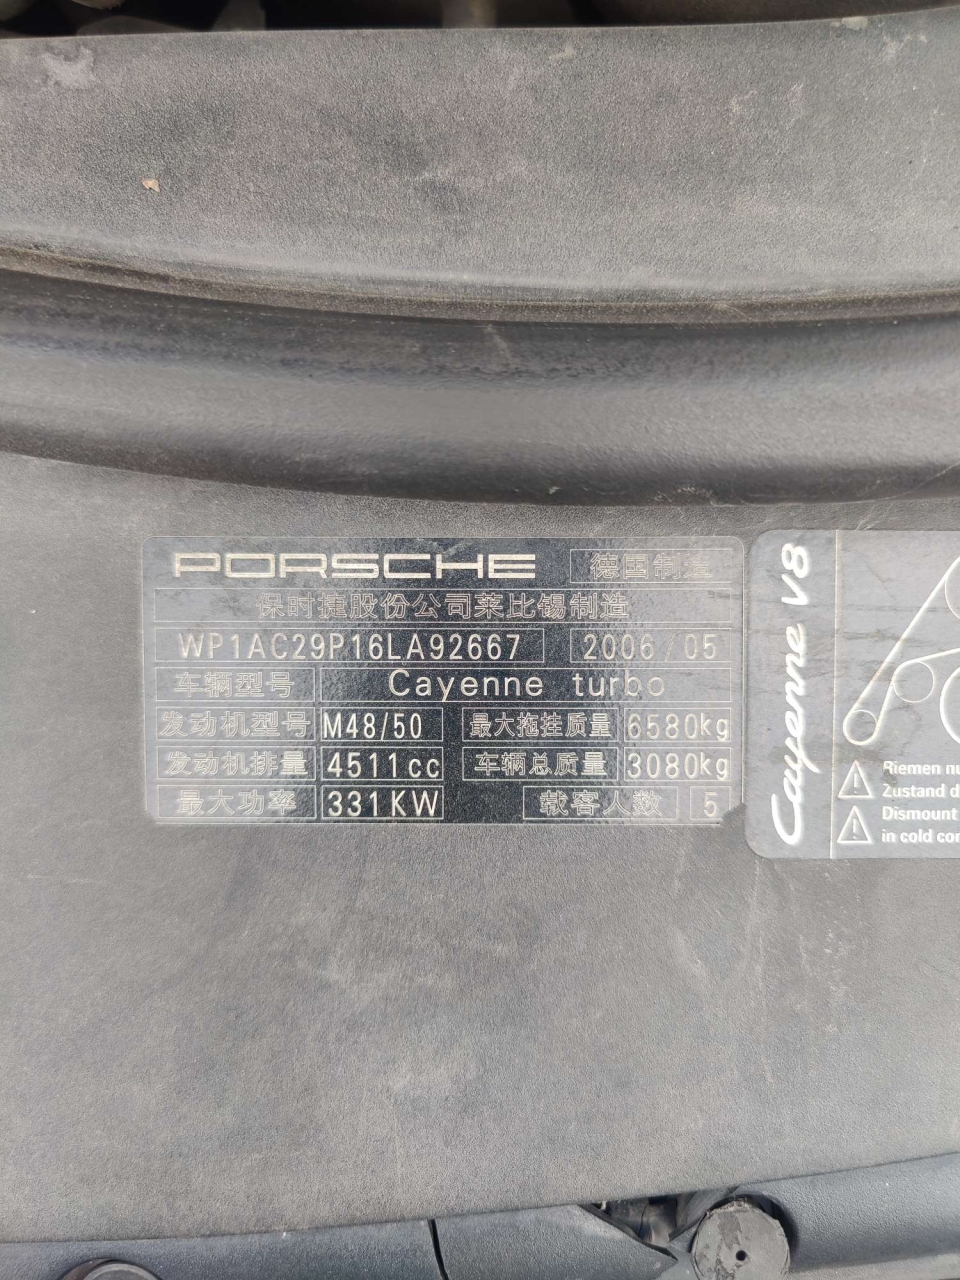 PORSCHE 德国制造
保时捷股份公司莱比锡制造
WP1AC29P16LA92667 2006/05
车辆型号 Cayenne turbo
发动机型号 M48/50 最大拖挂质量 6580kg
发动机排量 4511cc 车辆总质量 3080kg
最大功率 331KW 载客人数 5
Cayenne V8
Riemen
Zustand
Dismount
in cold